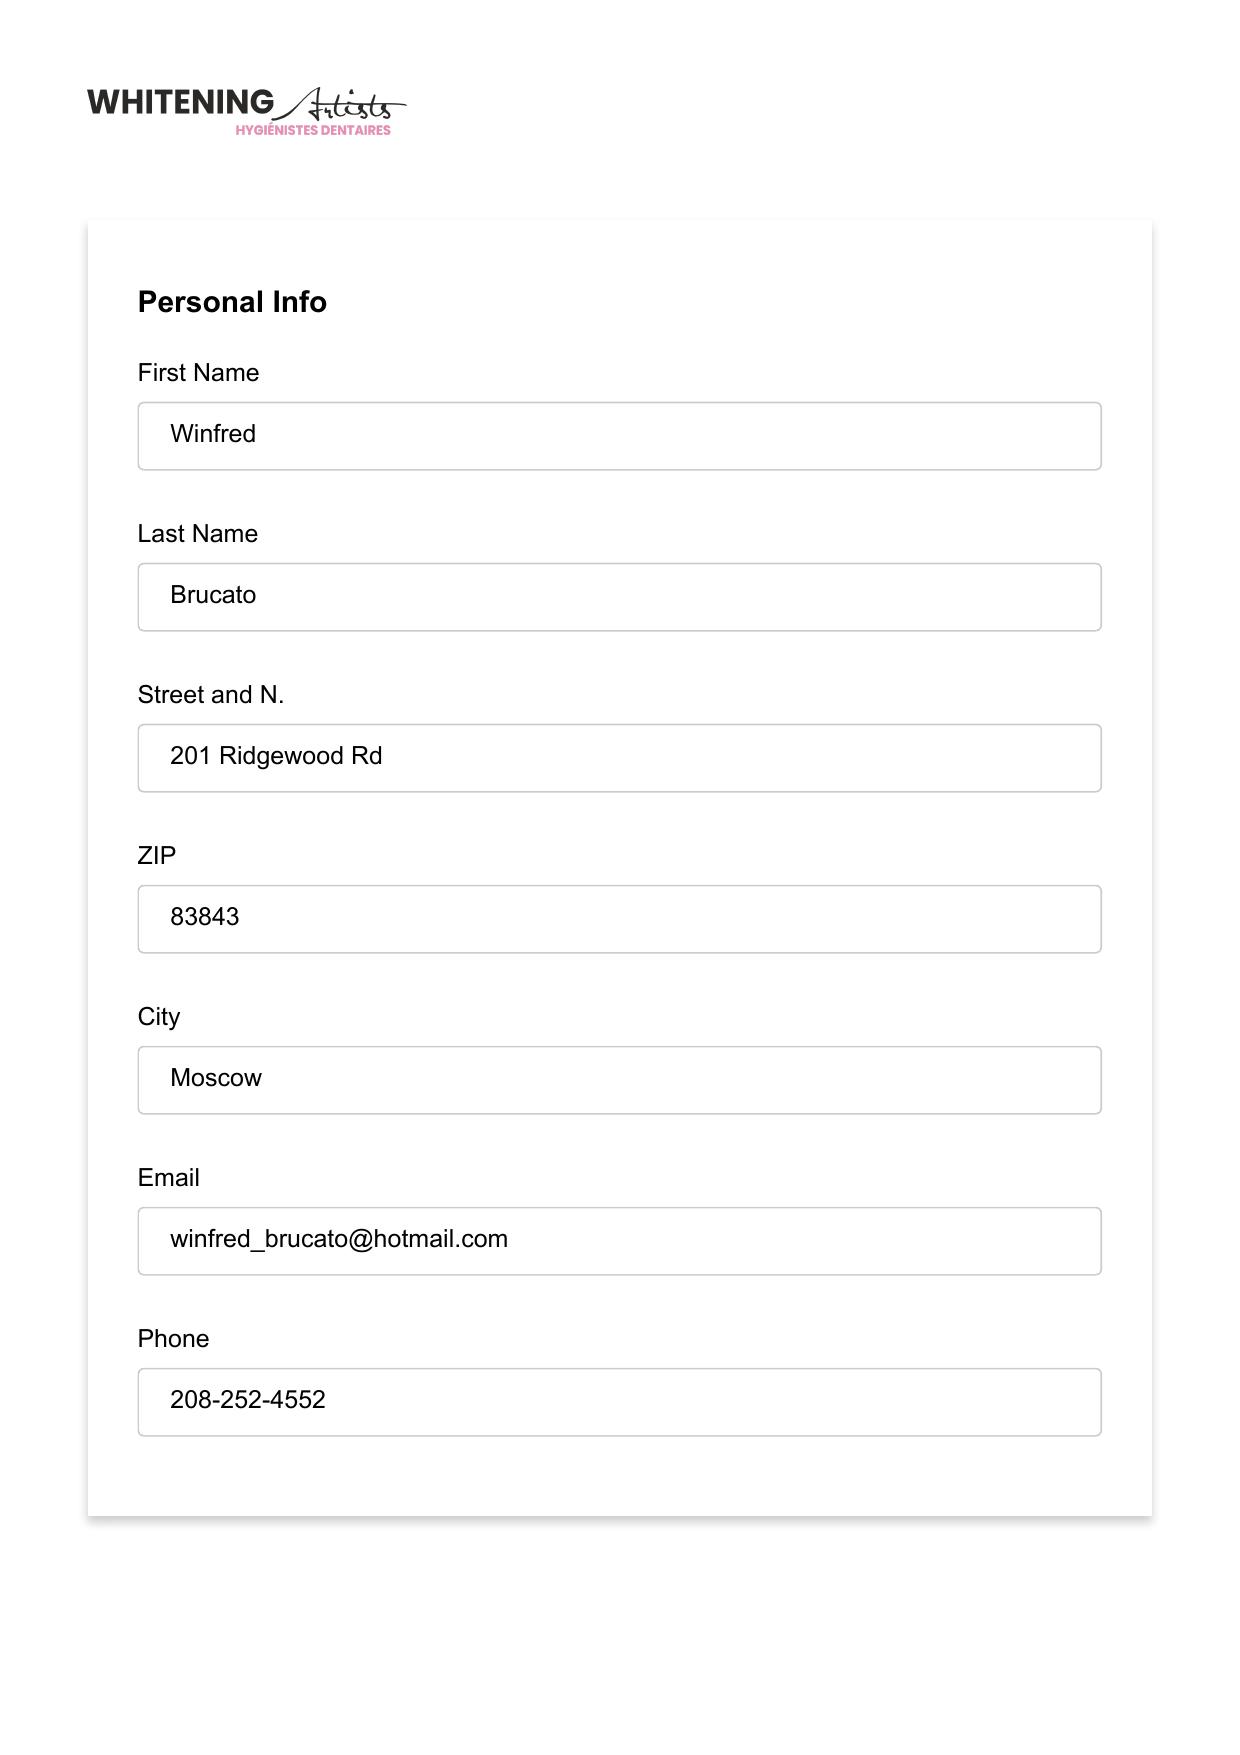 WHITENING Artists
HYGIÉNISTES DENTAIRES
Personal Info
First Name
Winfred
Last Name
Brucato
Street and N.
201 Ridgewood Rd
ZIP
83843
City
Moscow
Email
winfred_brucato@hotmail.com
Phone
208-252-4552